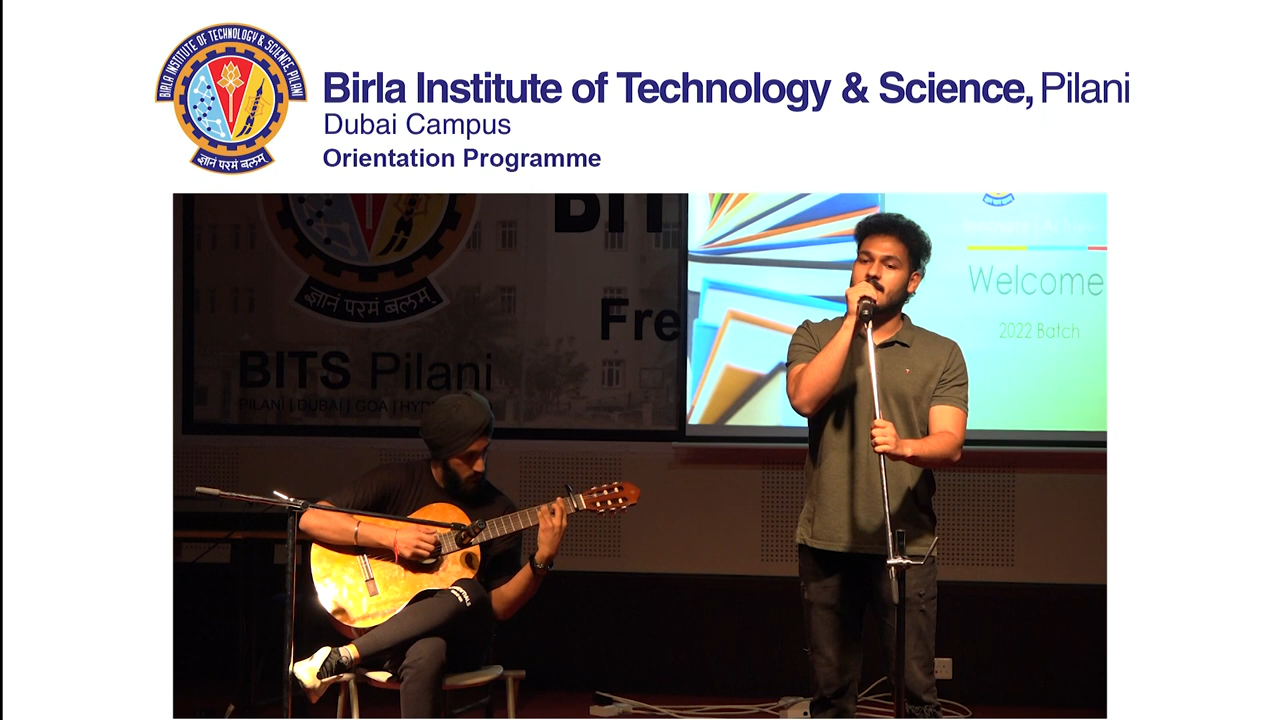 BIRLA INSTITUTE OF TECHNOLOGY & SCIENCE, PILANI
ज्ञानं परमं बलम्
Birla Institute of Technology & Science, Pilani
Dubai Campus
Orientation Programme
BIT
ज्ञानं परमं बलम्
Fre
BITS Pilani
PILANI | DUBAI | GOA | HYD
Welcome
2022 Batch